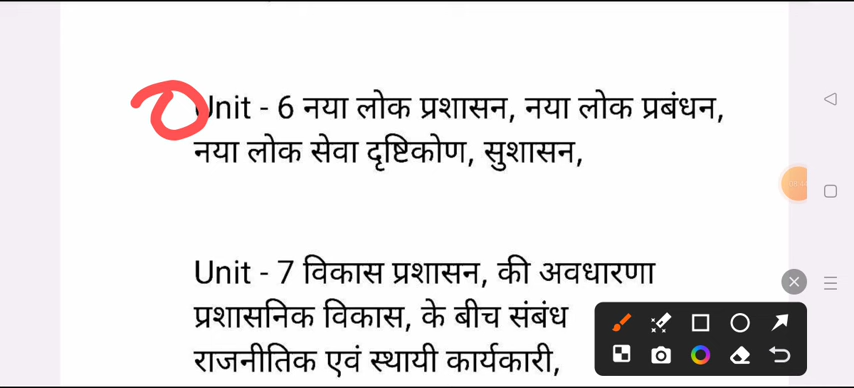 Unit - 6 नया लोक प्रशासन, नया लोक प्रबंधन,
नया लोक सेवा दृष्टिकोण, सुशासन,
Unit - 7 विकास प्रशासन, की अवधारणा
प्रशासनिक विकास, के बीच संबंध
राजनीतिक एवं स्थायी कार्यकारी,